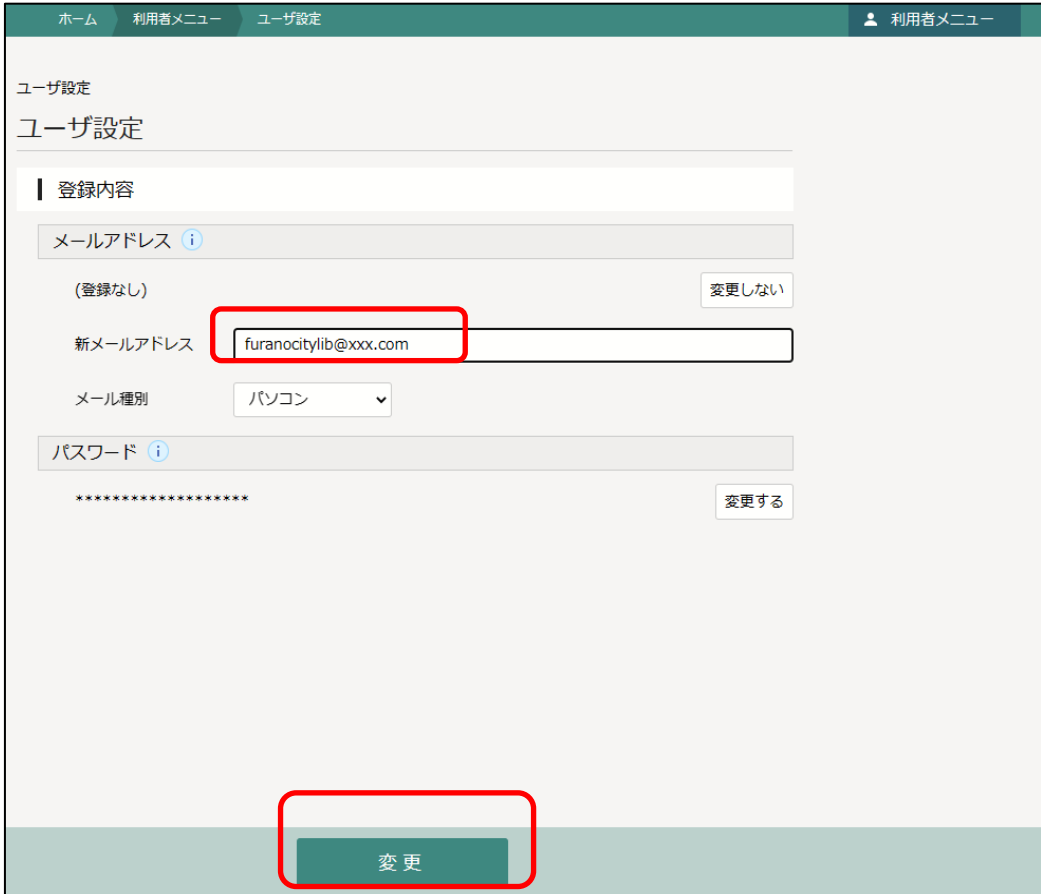 ホーム 利用者メニュー ユーザ設定 利用者メニュー
ユーザ設定
ユーザ設定
登録内容
メールアドレス i
(登録なし) 変更しない
新メールアドレス furanocitylib@xxx.com
メール種別 パソコン
パスワード i
******************* 変更する
変更